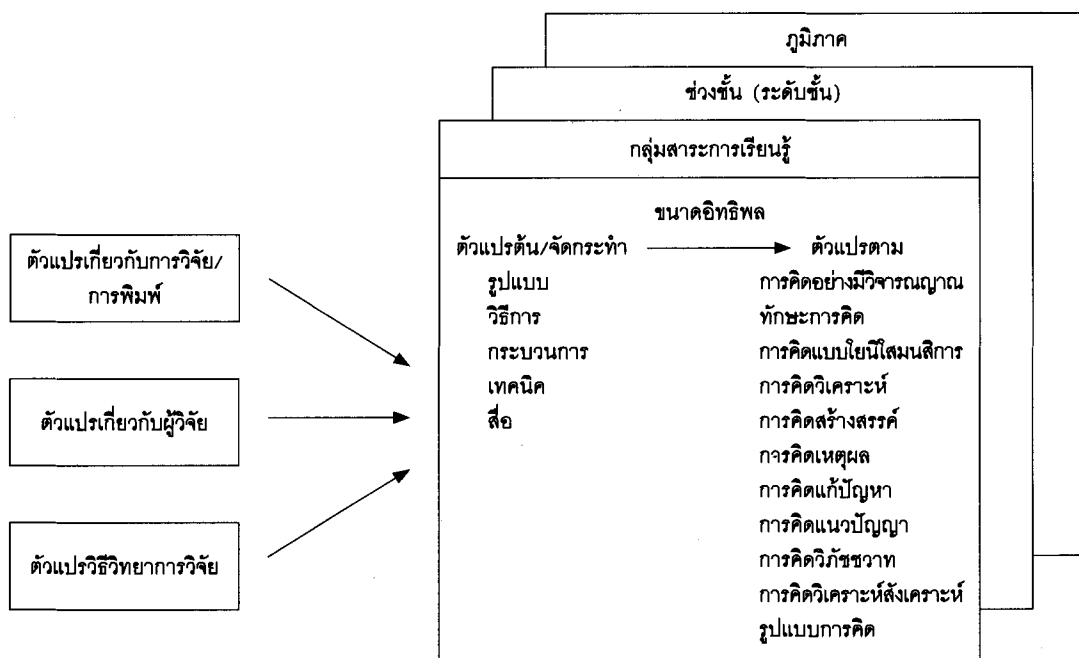 ภูมิภาค
ช่วงชั้น (ระดับชั้น)
กลุ่มสาระการเรียนรู้
ขนาดอิทธิพล
ตัวแปรต้น/จัดกระทำ
รูปแบบ
วิธีการ
กระบวนการ
เทคนิค
สื่อ
ตัวแปรตาม
การคิดอย่างมีวิจารณญาณ
ทักษะการคิด
การคิดแบบโยนิโสมนสิการ
การคิดวิเคราะห์
การคิดสร้างสรรค์
การคิดเหตุผล
การคิดแก้ปัญหา
การคิดแนวปัญญา
การคิดวิภัชชวาท
การคิดวิเคราะห์สังเคราะห์
รูปแบบการคิด
ตัวแปรเกี่ยวกับการวิจัย/
การพิมพ์
ตัวแปรเกี่ยวกับผู้วิจัย
ตัวแปรวิธีวิทยาการวิจัย